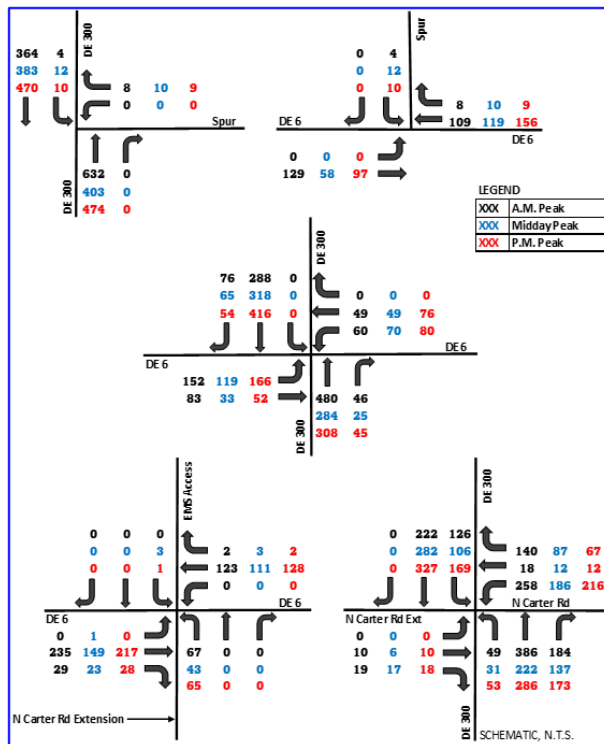 DE 300
364 4
383 12
470 10
8 10 9
0 0 0
Spur
632 0
403 0
474 0
DE 300
Spur
0 4
0 12
0 10
8 10 9
109 119 156
DE 6
DE 6
0 0 0
129 58 97
LEGEND
XXX A.M. Peak
XXX Midday Peak
XXX P.M. Peak
DE 300
76 288 0
65 318 0
54 416 0
0 0 0
49 49 76
60 70 80
DE 6
DE 6
152 119 166
83 33 52
480 46
284 25
308 45
DE 300
EMS Access
0 0 0
0 0 3
0 0 1
2 3 2
123 111 128
0 0 0
DE 6
DE 6
0 1 0
235 149 217
29 23 28
67 0 0
43 0 0
65 0 0
N Carter Rd Extension
DE 300
0 222 126
0 282 106
0 327 169
140 87 67
18 12 12
258 186 216
N Carter Rd
N Carter Rd Ext
0 0 0
10 6 10
19 17 18
49 386 184
31 222 137
53 286 173
DE 300
SCHEMATIC, N.T.S.